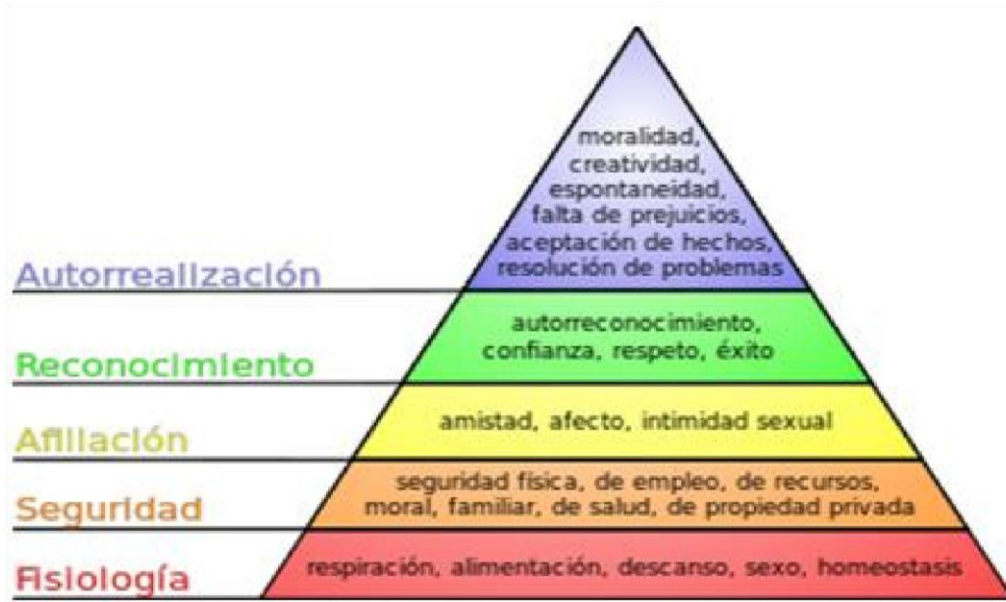 moralidad,
creatividad,
espontaneidad,
falta de prejuicios,
aceptación de hechos,
resolución de problemas
Autorrealización
autorreconocimiento,
confianza, respeto, éxito
Reconocimiento
amistad, afecto, intimidad sexual
Afiliación
seguridad física, de empleo, de recursos,
moral, familiar, de salud, de propiedad privada
Seguridad
respiración, alimentación, descanso, sexo, homeostasis
Fisiología